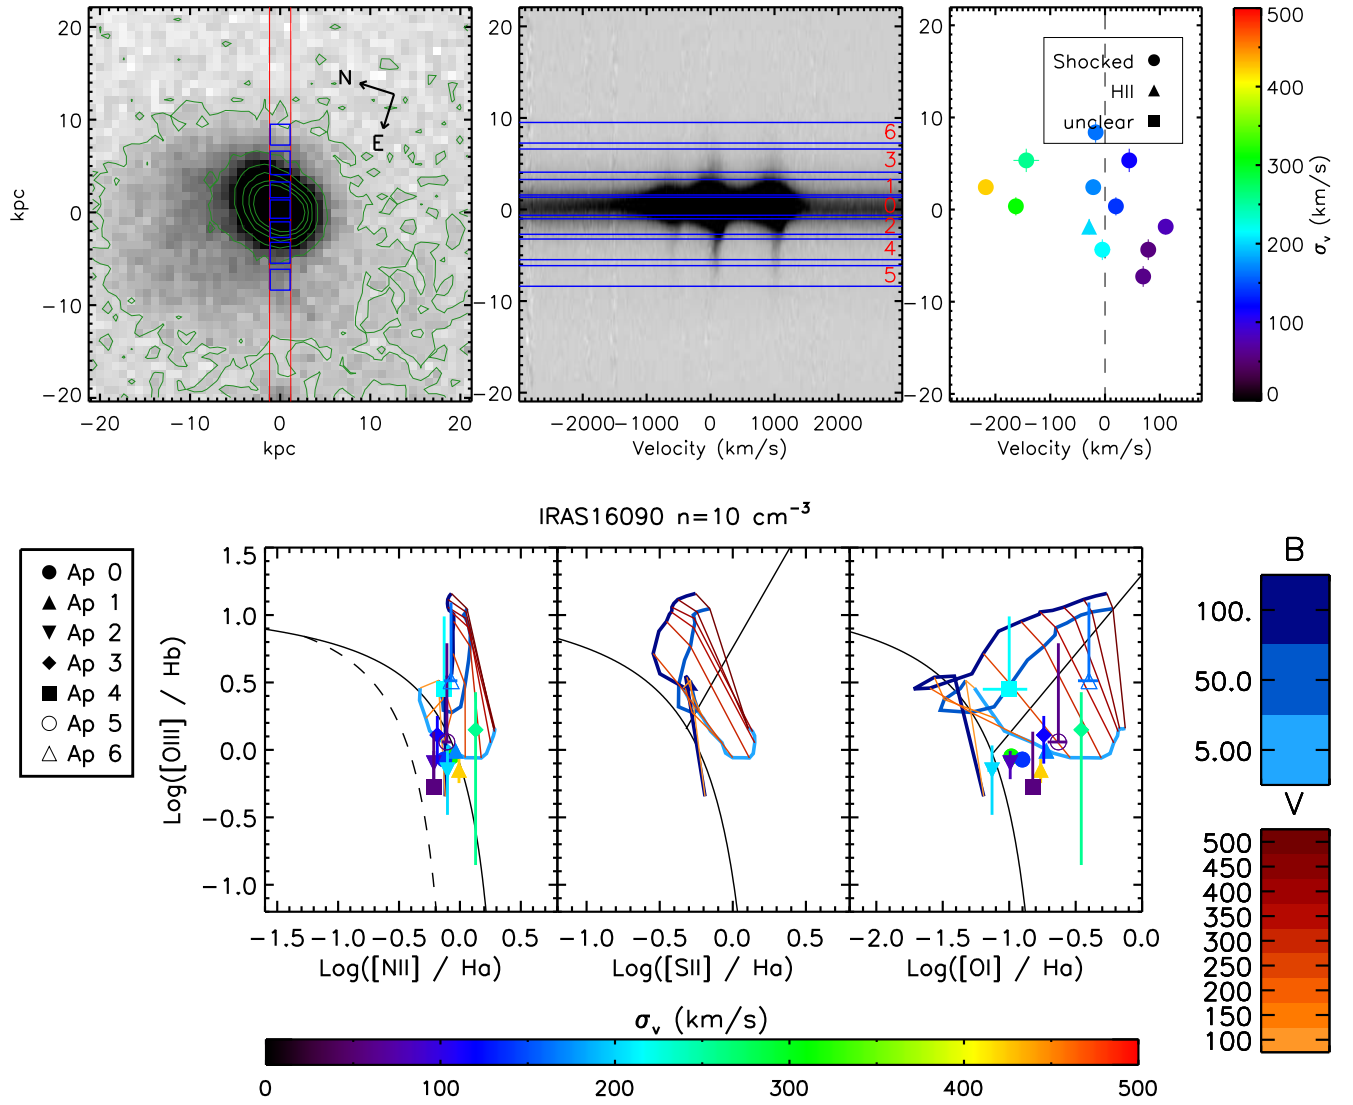 20
10
0
−10
−20
kpc
−20 −10 0 10 20
kpc
N
E
20
10
0
−10
−20
6
3
1
0
2
4
5
−2000 −1000 0 1000 2000
Velocity (km/s)
20
10
0
−10
−20
Shocked
HII
unclear
−200 −100 0 100
Velocity (km/s)
500
400
300
200
100
0
σv (km/s)
IRAS16090 n=10 cm−3
Ap 0
Ap 1
Ap 2
Ap 3
Ap 4
Ap 5
Ap 6
Log([OIII] / Hb)
1.5
1.0
0.5
0.0
−0.5
−1.0
−1.5 −1.0 −0.5 0.0 0.5
Log([NII] / Ha)
−1.0 −0.5 0.0 0.5
Log([SII] / Ha)
−2.0 −1.5 −1.0 −0.5 0.0
Log([OI] / Ha)
B
100.
50.0
5.00
V
500
450
400
350
300
250
200
150
100
σv (km/s)
0 100 200 300 400 500